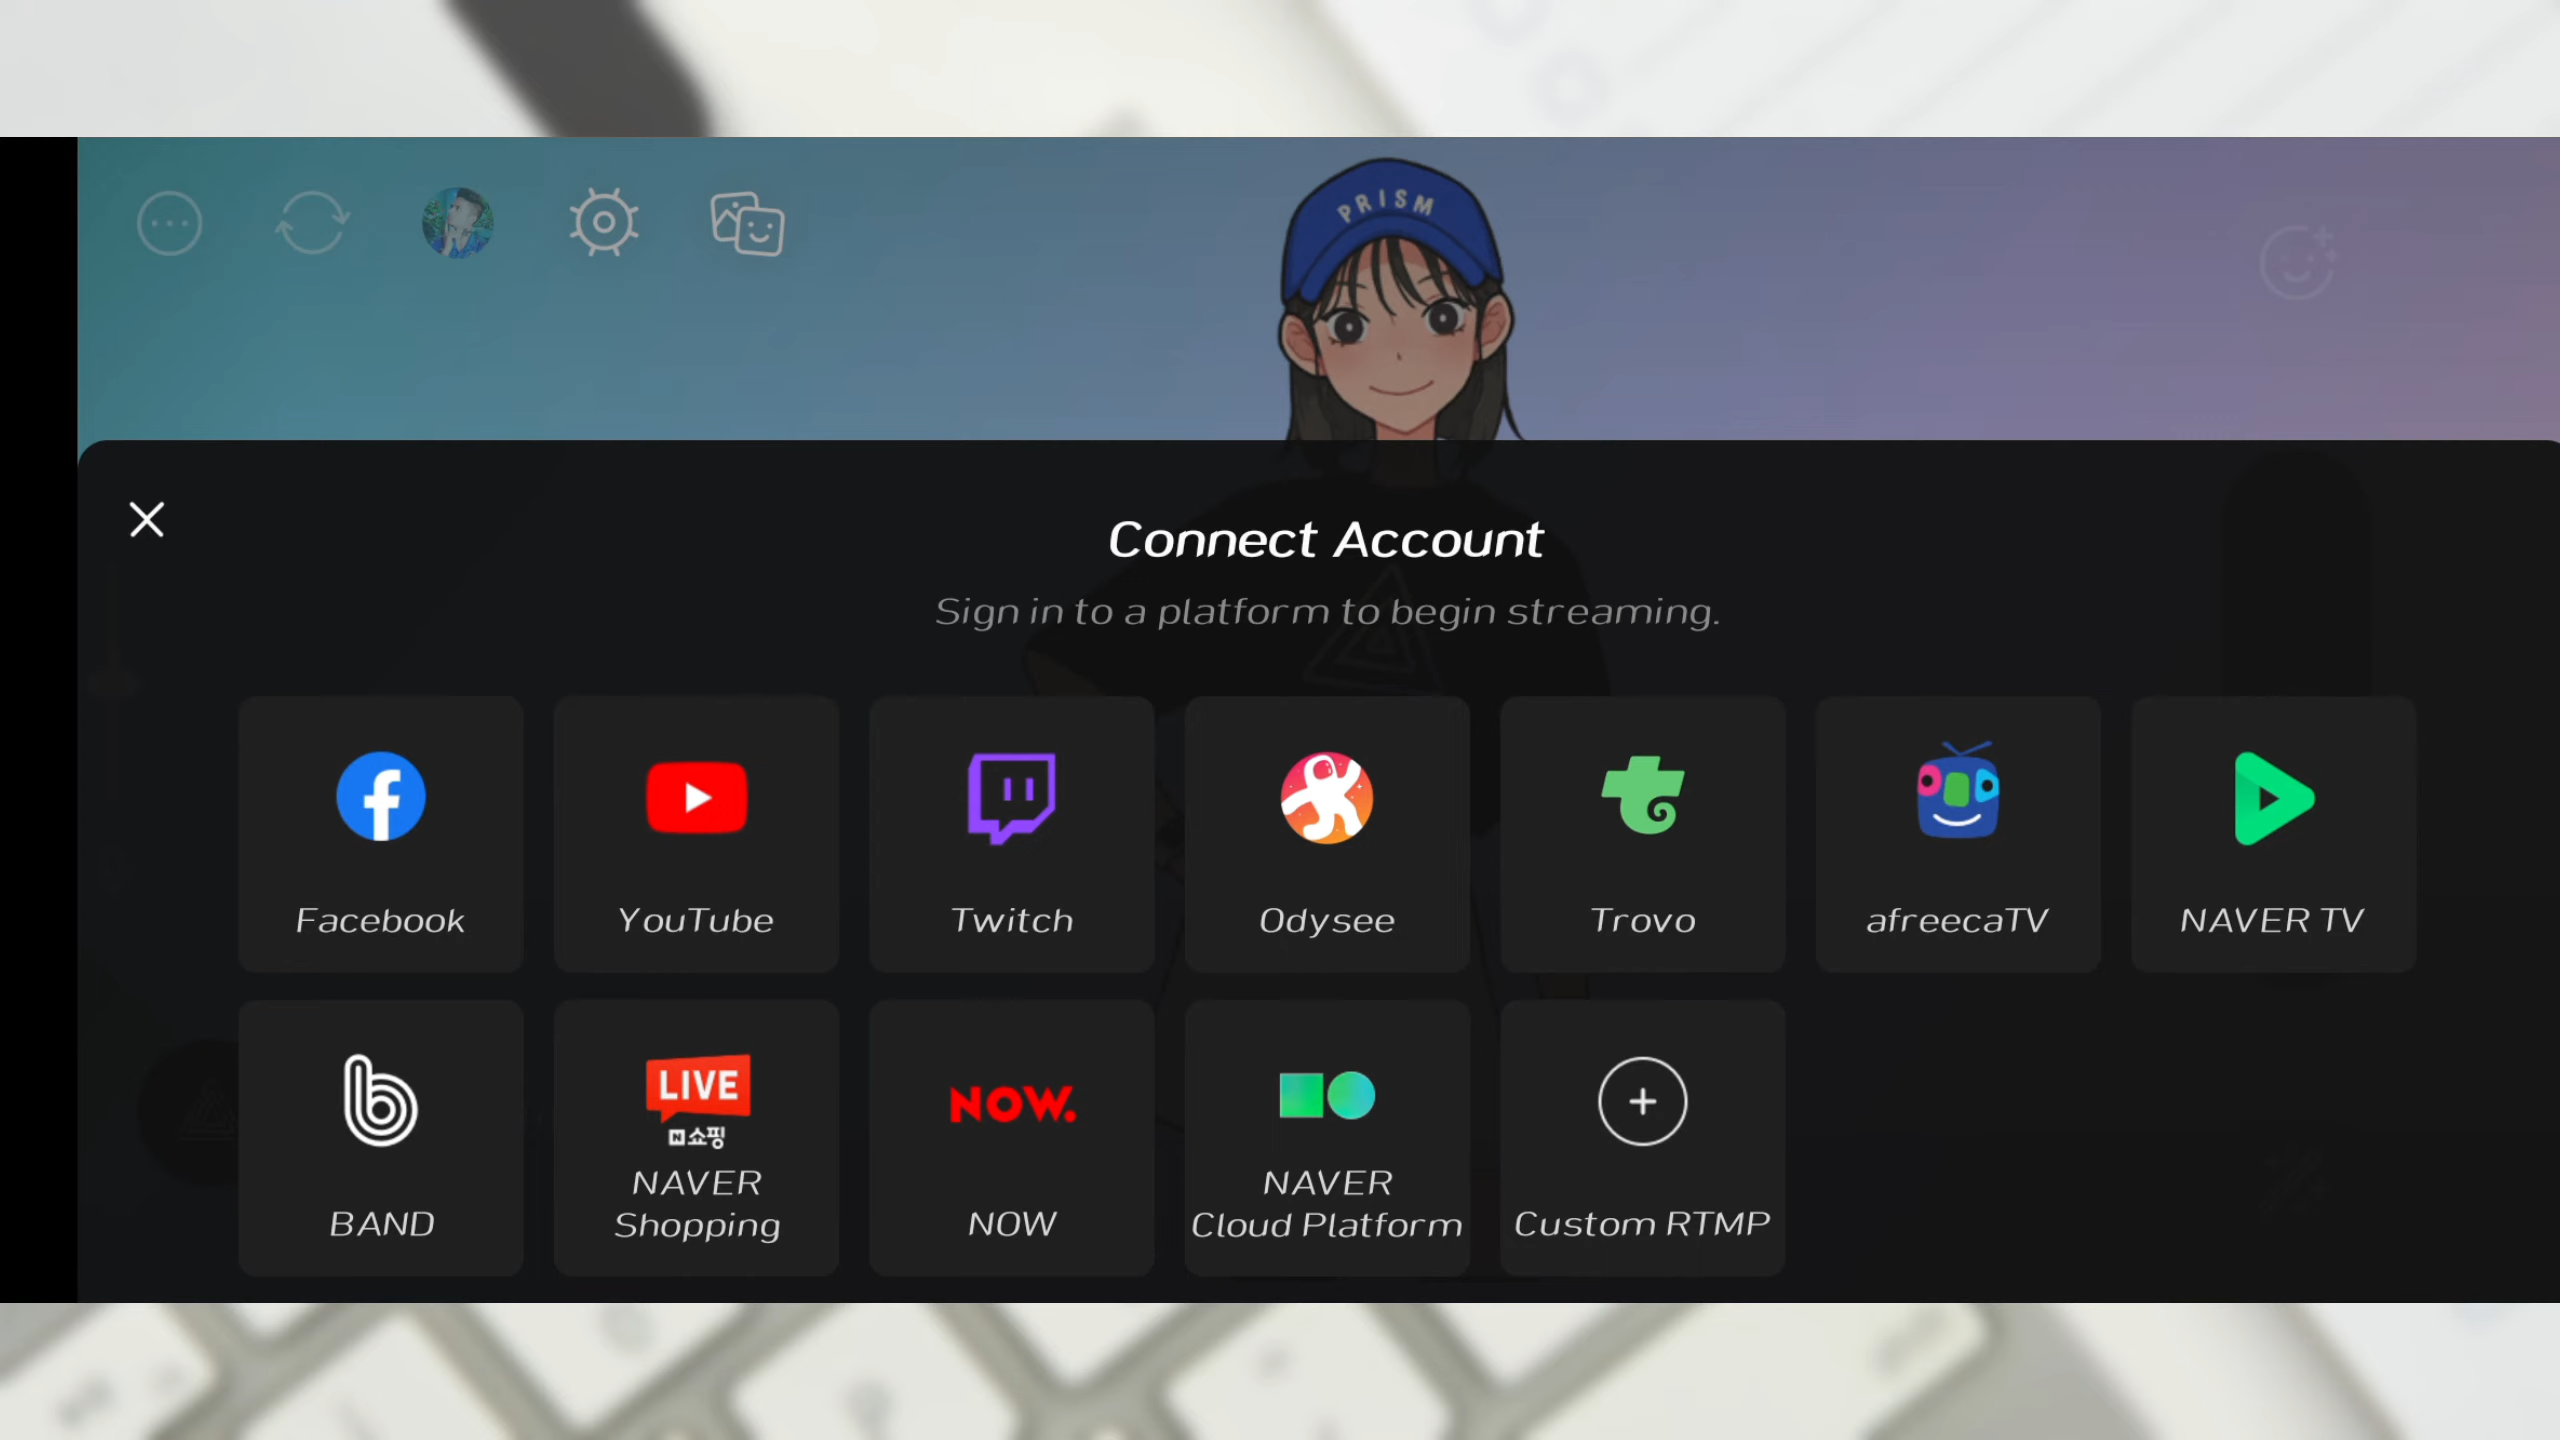 PRISM
Connect Account
Sign in to a platform to begin streaming.
Facebook
YouTube
Twitch
Odysee
Trovo
afreecaTV
NAVER TV
LIVE
N쇼핑
NOW.
BAND
NAVER
Shopping
NOW
NAVER
Cloud Platform
Custom RTMP